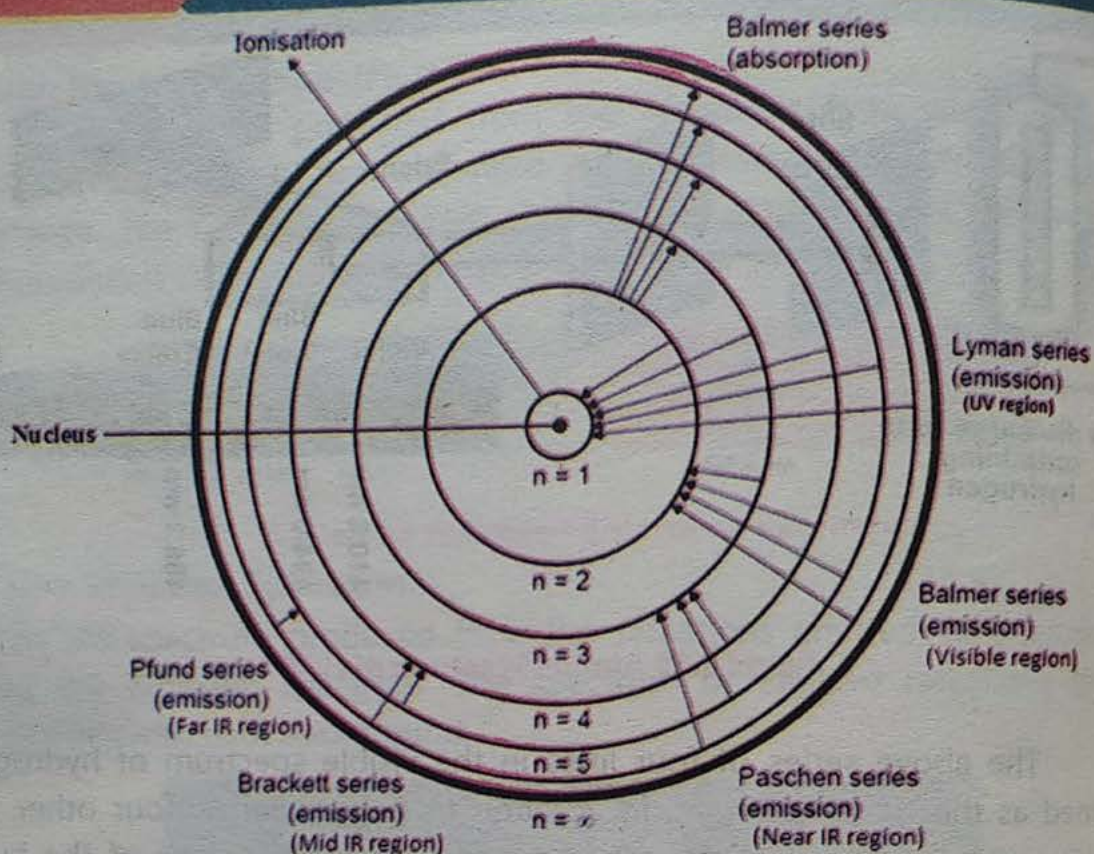 Ionisation
Balmer series
(absorption)
Lyman series
(emission)
(UV region)
Nucleus
n = 1
n = 2
n = 3
n = 4
n = 5
n = ∞
Balmer series
(emission)
(Visible region)
Pfund series
(emission)
(Far IR region)
Brackett series
(emission)
(Mid IR region)
Paschen series
(emission)
(Near IR region)